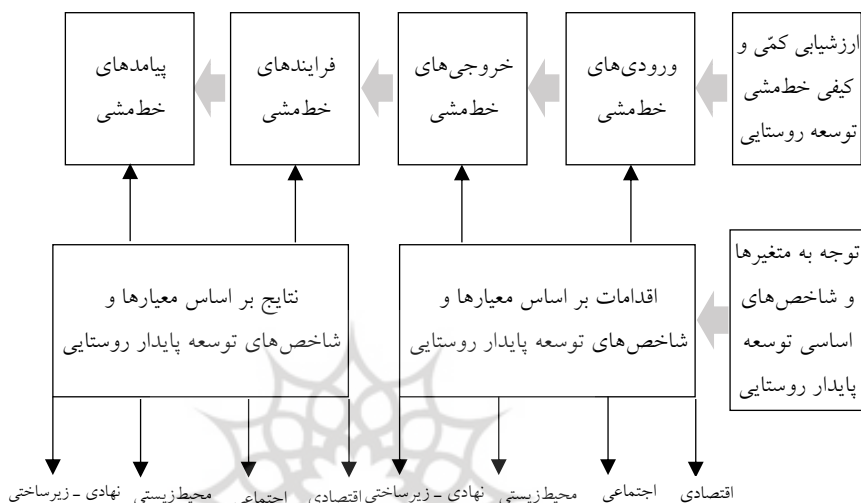 ارزشیابی کمّی و
کیفی خط‌مشی
توسعه روستایی
ورودی‌های
خط‌مشی
خروجی‌های
خط‌مشی
فرایندهای
خط‌مشی
پیامدهای
خط‌مشی
توجه به متغیرها
و شاخص‌های
اساسی توسعه
پایدار روستایی
اقدامات بر اساس معیارها و
شاخص‌های توسعه پایدار روستایی
نتایج بر اساس معیارها و
شاخص‌های توسعه پایدار روستایی
اقتصادی
اجتماعی
محیط‌زیستی
نهادی – زیرساختی
اقتصادی
اجتماعی
محیط‌زیستی
نهادی – زیرساختی